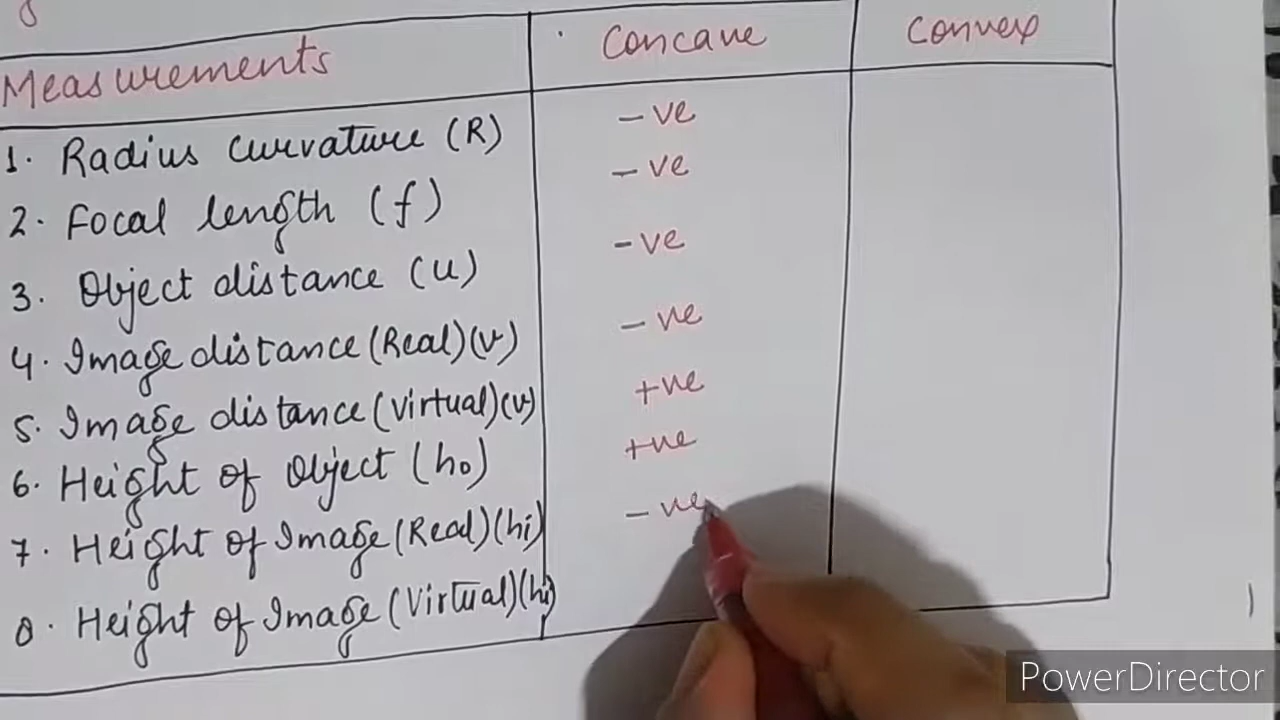 Measurements Concave Convex
1. Radius Curvature (R) - ve
2. Focal length (f) - ve
3. Object distance (u) - ve
4. Image distance (Real) (v) - ve
5. Image distance (Virtual) (v) +ve
6. Height of Object (ho) +ve
7. Height of Image (Real) (hi) - ve
8. Height of Image (Virtual) (hi)
PowerDirector